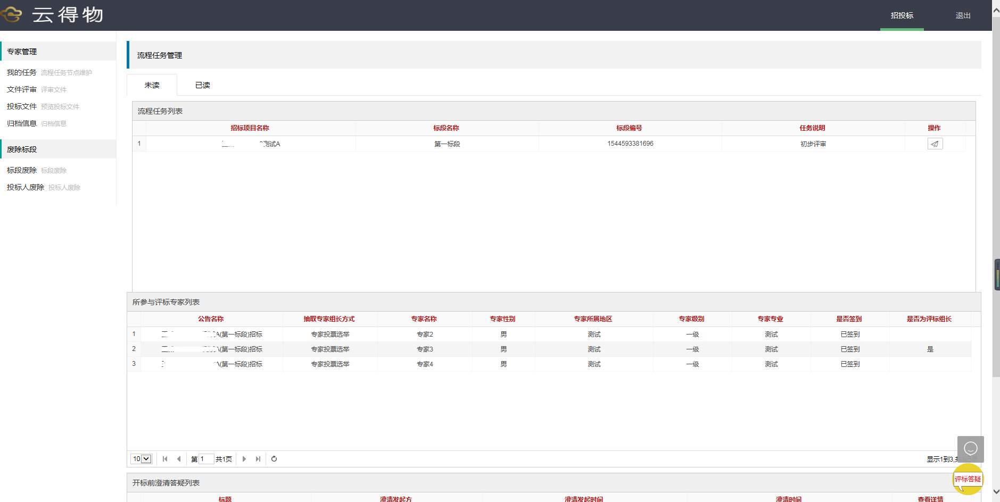 云得物
招投标 退出
专家管理
我的任务 流程任务节点维护
文件评审 评审文件
投标文件 预览投标文件
归档信息 归档信息
废除标段
标段废除 标段废除
投标人废除 投标人废除
流程任务管理
未读 已读
流程任务列表
招标项目名称 标段名称 标段编号 任务说明 操作
1 测试A 第一标段 1544593381696 初步评审
所参与评标专家列表
公告名称 抽取专家组长方式 专家名称 专家性别 专家所属地区 专家级别 专家专业 是否签到 是否为评标组长
1 A(第一标段)招标 专家投票选举 专家2 男 测试 一级 测试 已签到
2 A(第一标段)招标 专家投票选举 专家3 男 测试 一级 测试 已签到 是
3 A(第一标段)招标 专家投票选举 专家4 男 测试 一级 测试 已签到
10 第 1 共1页 显示1到3,共
评标答疑
开标前澄清答疑列表
标题 澄清发起方 澄清发起时间 澄清时间 查看详情